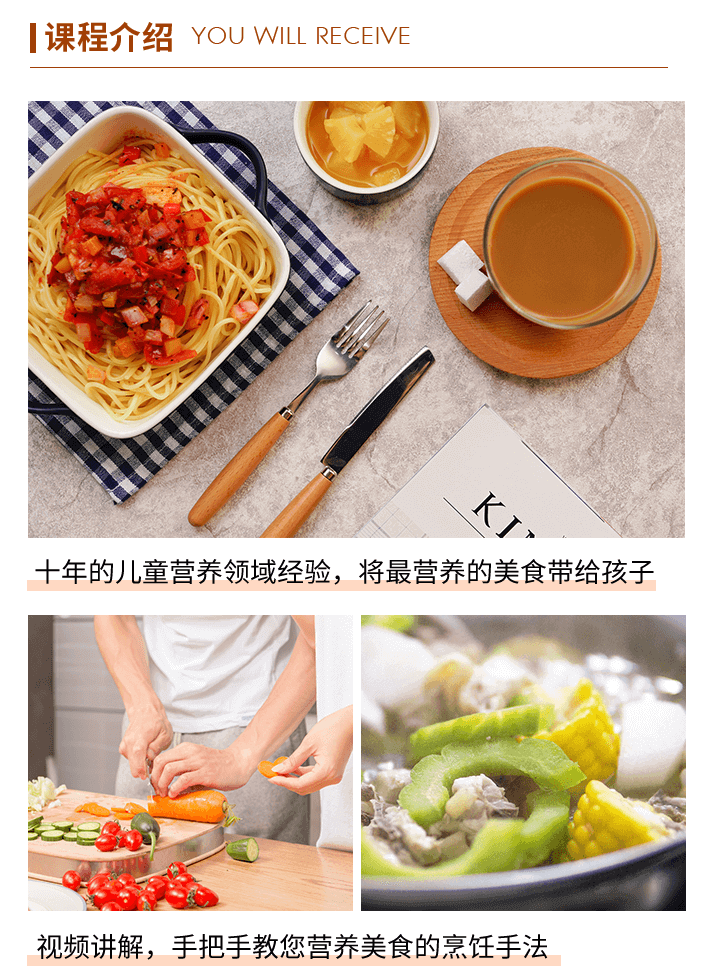 课程介绍 YOU WILL RECEIVE
KIN
十年的儿童营养领域经验，将最营养的美食带给孩子
视频讲解，手把手教您营养美食的烹饪手法